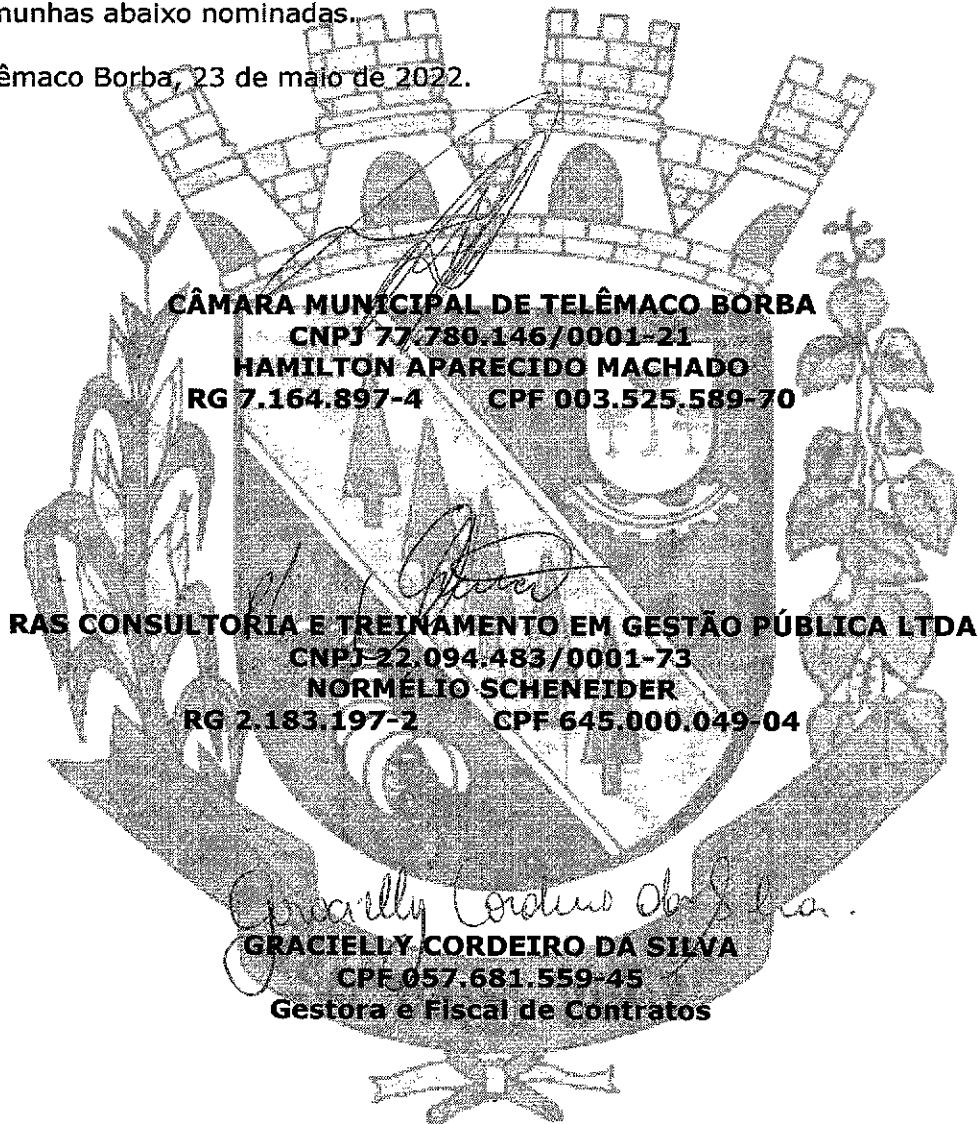 munhas abaixo nominadas.
êmaco Borba, 23 de maio de 2022.
CÂMARA MUNICIPAL DE TELÊMACO BORBA
CNPJ 77.780.146/0001-21
HAMILTON APARECIDO MACHADO
RG 7.164.897-4 CPF 003.525.589-70
RAS CONSULTORIA E TREINAMENTO EM GESTÃO PÚBLICA LTDA
CNPJ 22.094.483/0001-73
NORMÉLIO SCHENEIDER
RG 2.183.197-2 CPF 645.000.049-04
Gracielly Cordeiro da Silva.
GRACIELLY CORDEIRO DA SILVA
CPF 057.681.559-45
Gestora e Fiscal de Contratos